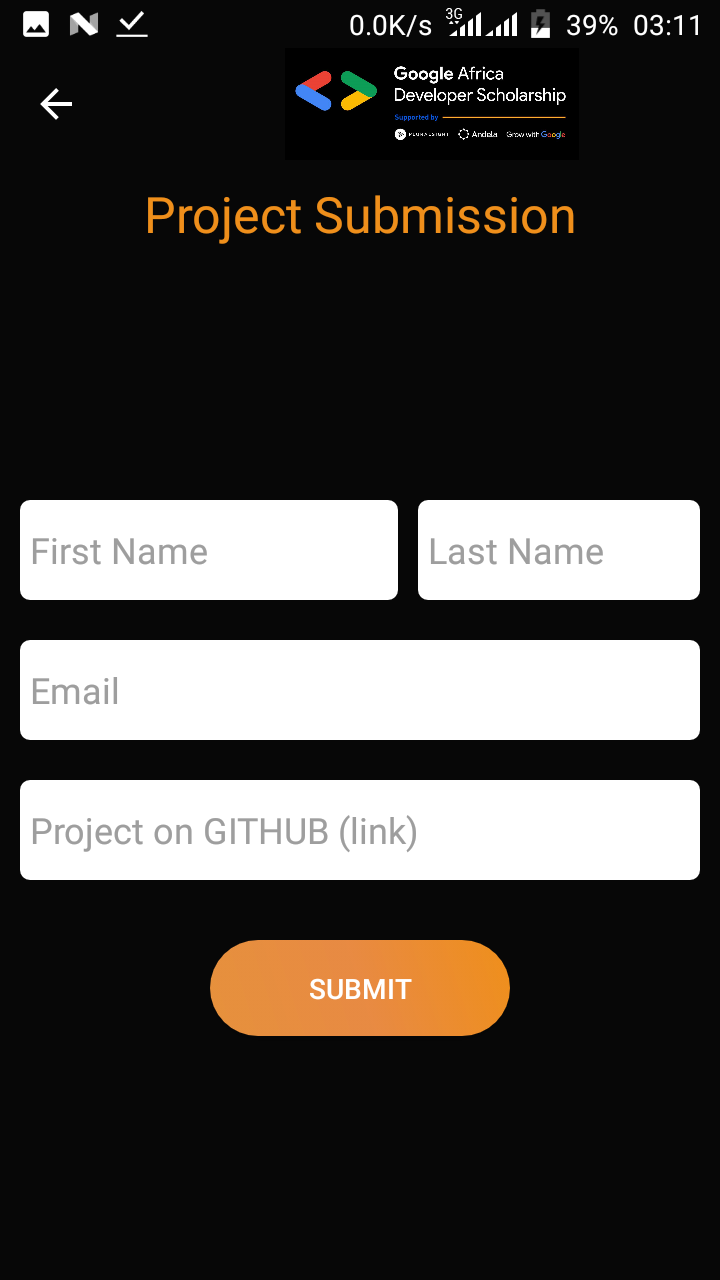 0.0K/s 3G 39% 03:11
Google Africa
Developer Scholarship
Supported by
PLURALSIGHT Andela Grow with Google
Project Submission
First Name Last Name
Email
Project on GITHUB (link)
SUBMIT